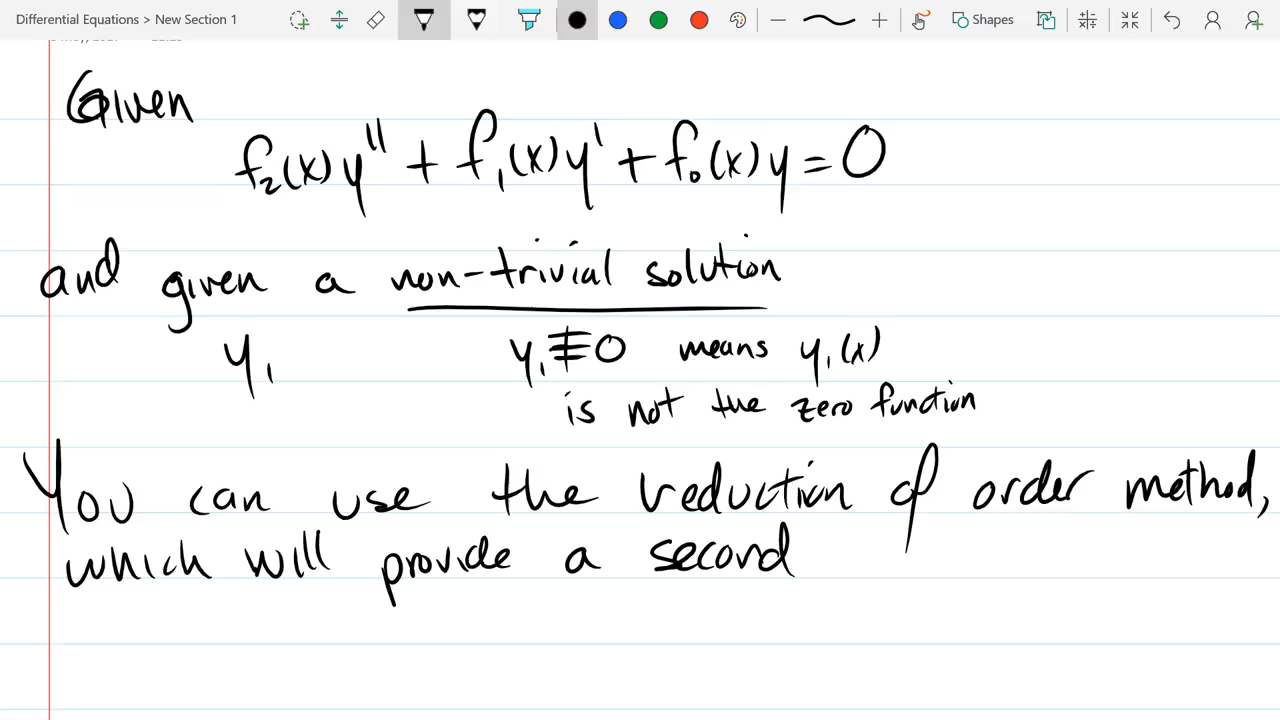 Differential Equations > New Section 1
Shapes
Given
f₂(x)y'' + f₁(x)y' + f₀(x)y = 0
and given a non-trivial solution
y₁ y₁ ≢ 0 means y₁(x)
is not the zero function
You can use the reduction of order method,
which will provide a second